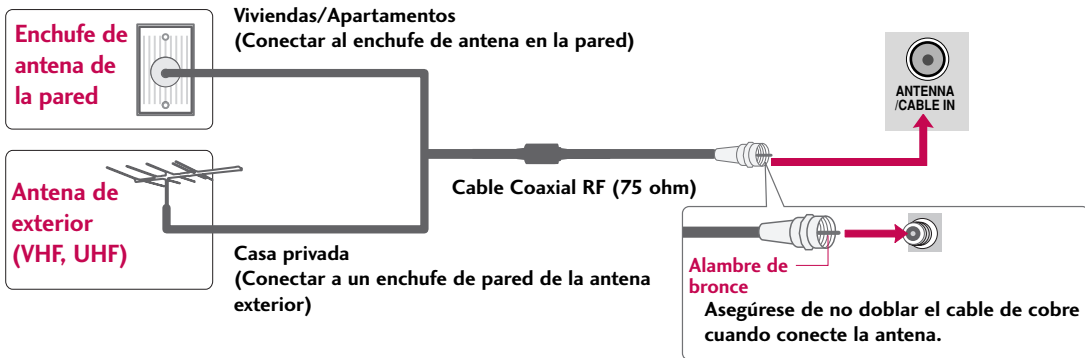 Enchufe de
antena de
la pared
Viviendas/Apartamentos
(Conectar al enchufe de antena en la pared)
ANTENNA
/CABLE IN
Antena de
exterior
(VHF, UHF)
Cable Coaxial RF (75 ohm)
Casa privada
(Conectar a un enchufe de pared de la antena
exterior)
Alambre de
bronce
Asegúrese de no doblar el cable de cobre
cuando conecte la antena.